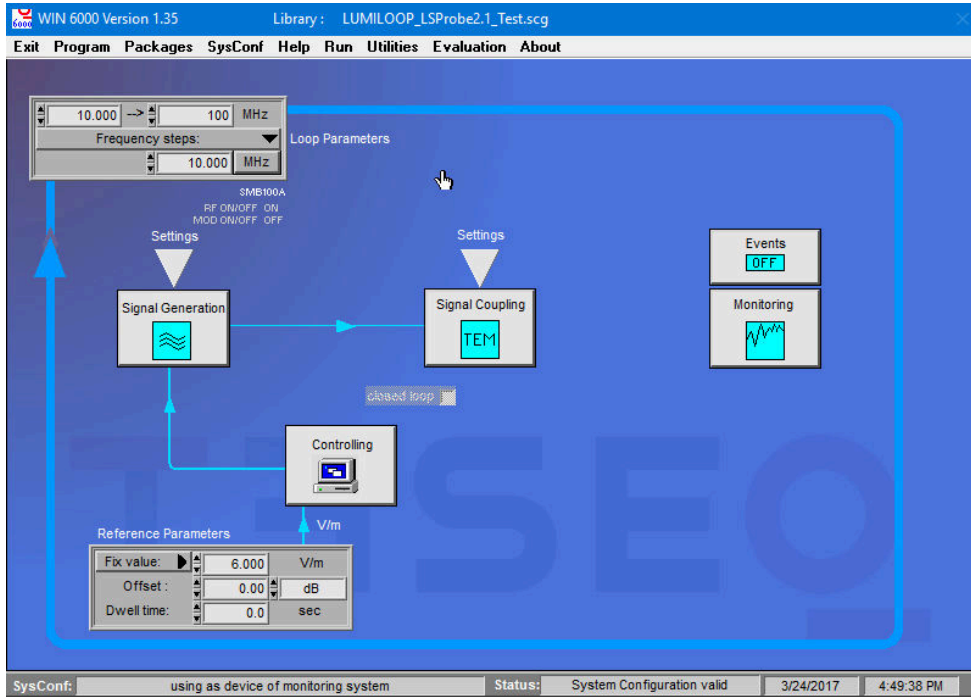 6000 WIN 6000 Version 1.35 Library : LUMILOOP_LSProbe2.1_Test.scg
Exit Program Packages SysConf Help Run Utilities Evaluation About
10.000 --> 100 MHz
Frequency steps:
Loop Parameters
10.000 MHz
SMB100A
RF ON/OFF ON
MOD ON/OFF OFF
Settings
Settings
Events
OFF
Signal Generation
Signal Coupling
TEM
Monitoring
closed loop
Controlling
V/m
Reference Parameters
Fix value: 6.000 V/m
Offset : 0.00 dB
Dwell time: 0.0 sec
TESEQ
SysConf: using as device of monitoring system Status: System Configuration valid 3/24/2017 4:49:38 PM